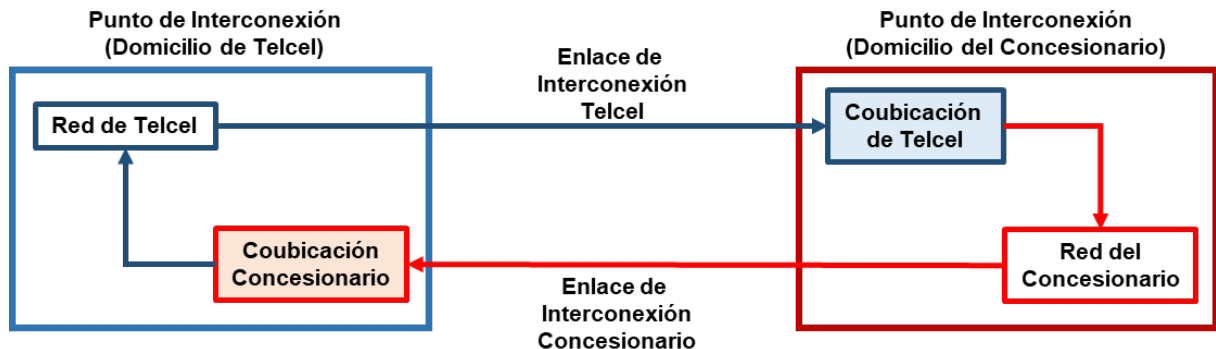 Punto de Interconexión
(Domicilio de Telcel)
Punto de Interconexión
(Domicilio del Concesionario)
Enlace de
Interconexión
Telcel
Red de Telcel
Coubicación
de Telcel
Coubicación
Concesionario
Red del
Concesionario
Enlace de
Interconexión
Concesionario